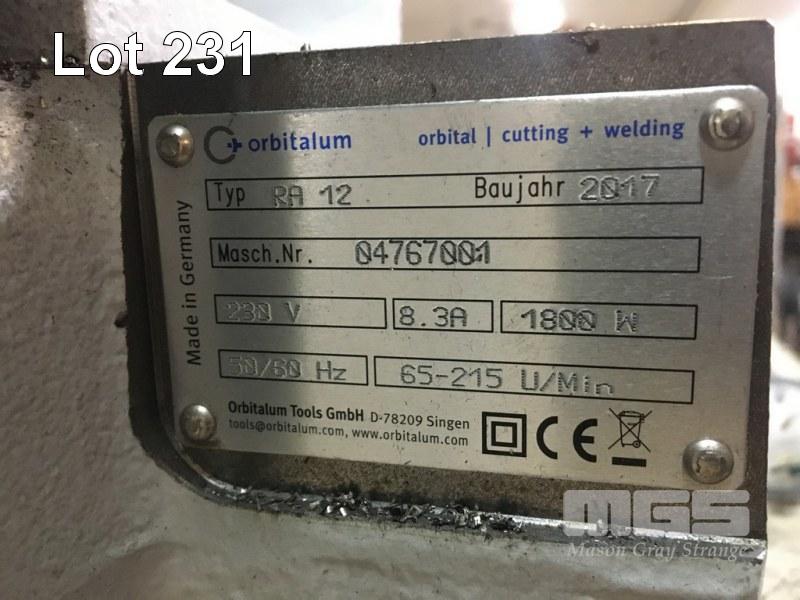 Lot 231
orbitalum orbital | cutting + welding
Typ RA 12 Baujahr 2017
Masch.Nr. 04767001
230 V 8.3A 1800 W
50/60 Hz 65-215 U/Min
Made in Germany
Orbitalum Tools GmbH D-78209 Singen
tools@orbitalum.com, www.orbitalum.com
CE
MGS
Mason Gray Strange